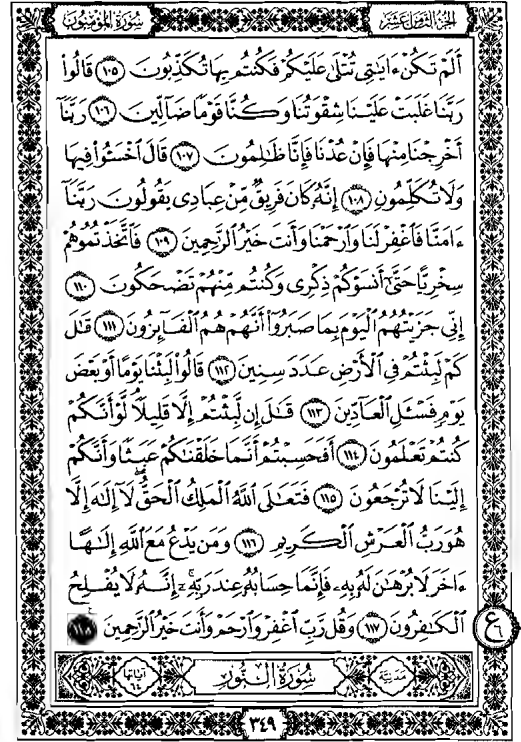 الجزء الثامن عشر
سورة المؤمنون
أَلَمْ تَكُنْ ءَايَٰتِى تُتْلَىٰ عَلَيْكُمْ فَكُنتُم بِهَا تُكَذِّبُونَ ١٠٥ قَالُوا۟
رَبَّنَا غَلَبَتْ عَلَيْنَا شِقْوَتُنَا وَكُنَّا قَوْمًا ضَآلِّينَ ١٠٦ رَبَّنَآ
أَخْرِجْنَا مِنْهَا فَإِنْ عُدْنَا فَإِنَّا ظَٰلِمُونَ ١٠٧ قَالَ ٱخْسَـُٔوا۟ فِيهَا
وَلَا تُكَلِّمُونِ ١٠٨ إِنَّهُۥ كَانَ فَرِيقٌ مِّنْ عِبَادِى يَقُولُونَ رَبَّنَآ
ءَامَنَّا فَٱغْفِرْ لَنَا وَٱرْحَمْنَا وَأَنتَ خَيْرُ ٱلرَّٰحِمِينَ ١٠٩ فَٱتَّخَذْتُمُوهُمْ
سِخْرِيًّا حَتَّىٰٓ أَنسَوْكُمْ ذِكْرِى وَكُنتُم مِّنْهُمْ تَضْحَكُونَ ١١٠
إِنِّى جَزَيْتُهُمُ ٱلْيَوْمَ بِمَا صَبَرُوٓا۟ أَنَّهُمْ هُمُ ٱلْفَآئِزُونَ ١١١ قَٰلَ
كَمْ لَبِثْتُمْ فِى ٱلْأَرْضِ عَدَدَ سِنِينَ ١١٢ قَالُوا۟ لَبِثْنَا يَوْمًا أَوْ بَعْضَ
يَوْمٍ فَسْـَٔلِ ٱلْعَآدِّينَ ١١٣ قَٰلَ إِن لَّبِثْتُمْ إِلَّا قَلِيلًا لَّوْ أَنَّكُمْ
كُنتُمْ تَعْلَمُونَ ١١٤ أَفَحَسِبْتُمْ أَنَّمَا خَلَقْنَٰكُمْ عَبَثًا وَأَنَّكُمْ
إِلَيْنَا لَا تُرْجَعُونَ ١١٥ فَتَعَٰلَى ٱللَّهُ ٱلْمَلِكُ ٱلْحَقُّ ۖ لَآ إِلَٰهَ إِلَّا
هُوَ رَبُّ ٱلْعَرْشِ ٱلْكَرِيمِ ١١٦ وَمَن يَدْعُ مَعَ ٱللَّهِ إِلَٰهًا
ءَاخَرَ لَا بُرْهَٰنَ لَهُۥ بِهِۦ فَإِنَّمَا حِسَابُهُۥ عِندَ رَبِّهِۦٓ ۚ إِنَّهُۥ لَا يُفْلِحُ
ٱلْكَٰفِرُونَ ١١٧ وَقُل رَّبِّ ٱغْفِرْ وَٱرْحَمْ وَأَنتَ خَيْرُ ٱلرَّٰحِمِينَ ١١٨
ع ٦
مدنية سُورَةُ النُّورِ آياتها ٦٤
٣٤٩